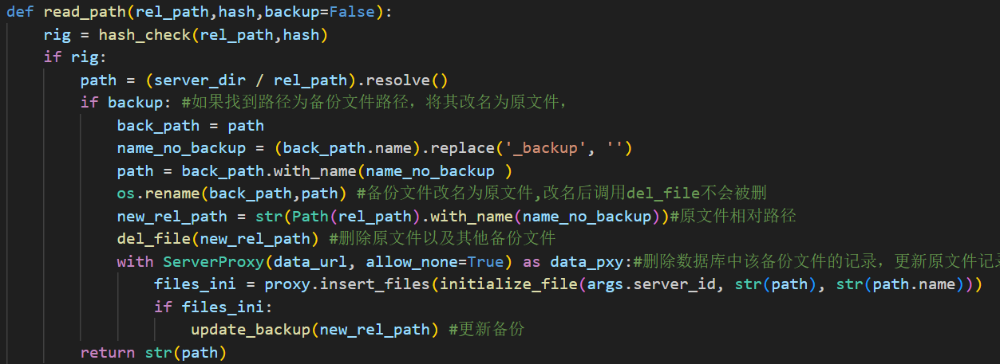 def read_path(rel_path,hash,backup=False):
    rig = hash_check(rel_path,hash)
    if rig:
        path = (server_dir / rel_path).resolve()
        if backup: #如果找到路径为备份文件路径，将其改名为原文件，
            back_path = path
            name_no_backup = (back_path.name).replace('_backup', '')
            path = back_path.with_name(name_no_backup )
            os.rename(back_path,path) #备份文件改名为原文件,改名后调用del_file不会被删
            new_rel_path = str(Path(rel_path).with_name(name_no_backup))#原文件相对路径
            del_file(new_rel_path) #删除原文件以及其他备份文件
            with ServerProxy(data_url, allow_none=True) as data_pxy:#删除数据库中该备份文件的记录，更新原文件记
                files_ini = proxy.insert_files(initialize_file(args.server_id, str(path), str(path.name)))
                if files_ini:
                    update_backup(new_rel_path) #更新备份
        return str(path)